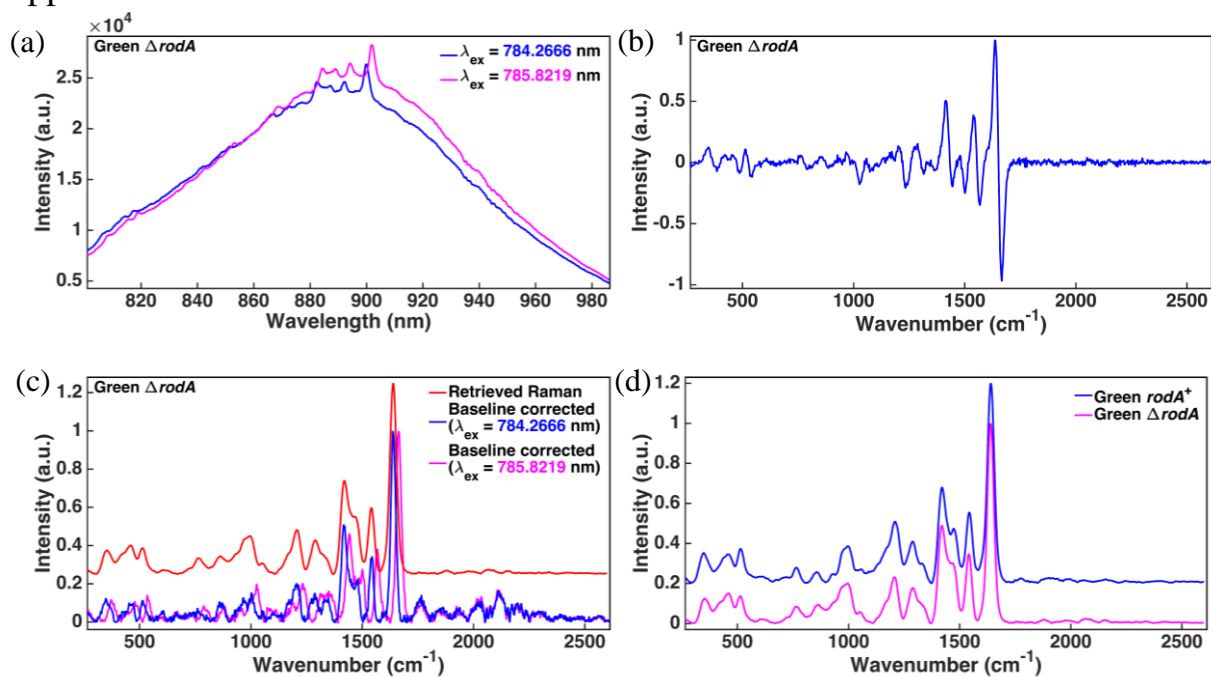 (a)
×10⁴
Green ΔrodA
λex = 784.2666 nm
λex = 785.8219 nm
2.5
2
1.5
1
0.5
Intensity (a.u.)
820 840 860 880 900 920 940 960 980
Wavelength (nm)
(b)
Green ΔrodA
1
0.5
0
-0.5
-1
Intensity (a.u.)
500 1000 1500 2000 2500
Wavenumber (cm⁻¹)
(c)
Green ΔrodA
Retrieved Raman
Baseline corrected
(λex = 784.2666 nm)
Baseline corrected
(λex = 785.8219 nm)
1.2
1
0.8
0.6
0.4
0.2
0
Intensity (a.u.)
500 1000 1500 2000 2500
Wavenumber (cm⁻¹)
(d)
Green rodA⁺
Green ΔrodA
1.2
1
0.8
0.6
0.4
0.2
0
Intensity (a.u.)
500 1000 1500 2000 2500
Wavenumber (cm⁻¹)